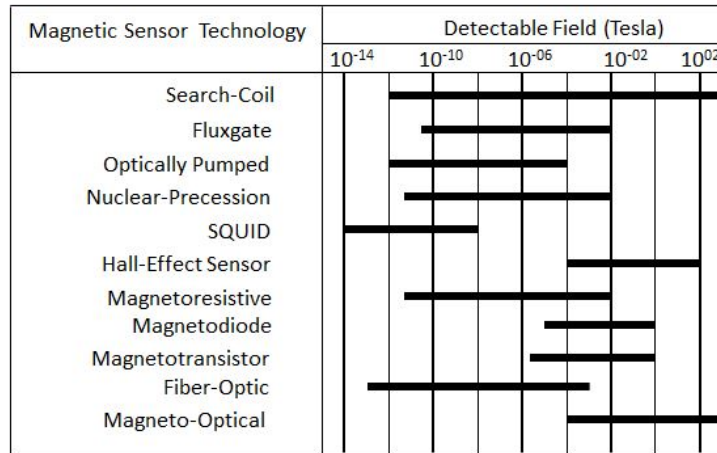 Magnetic Sensor Technology
Detectable Field (Tesla)
10⁻¹⁴ 10⁻¹⁰ 10⁻⁰⁶ 10⁻⁰² 10⁰²
Search-Coil
Fluxgate
Optically Pumped
Nuclear-Precession
SQUID
Hall-Effect Sensor
Magnetoresistive
Magnetodiode
Magnetotransistor
Fiber-Optic
Magneto-Optical